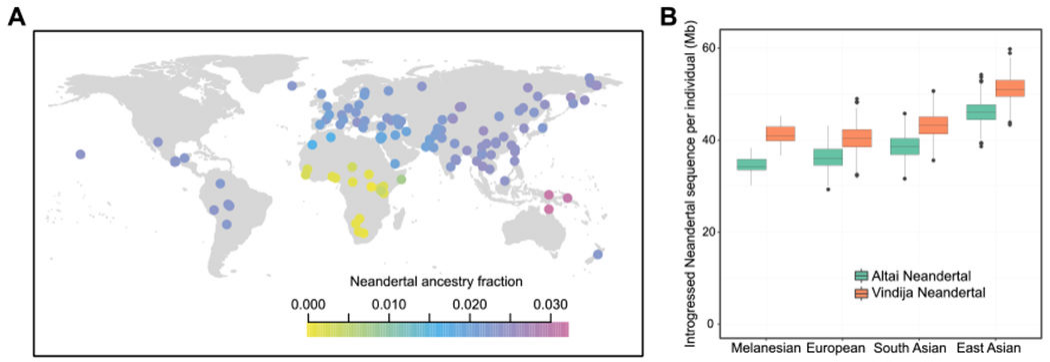 A
Neandertal ancestry fraction
0.000 0.010 0.020 0.030
B
Introgressed Neandertal sequence per individual (Mb)
60
40
20
0
Altai Neandertal
Vindija Neandertal
Melanesian European South Asian East Asian